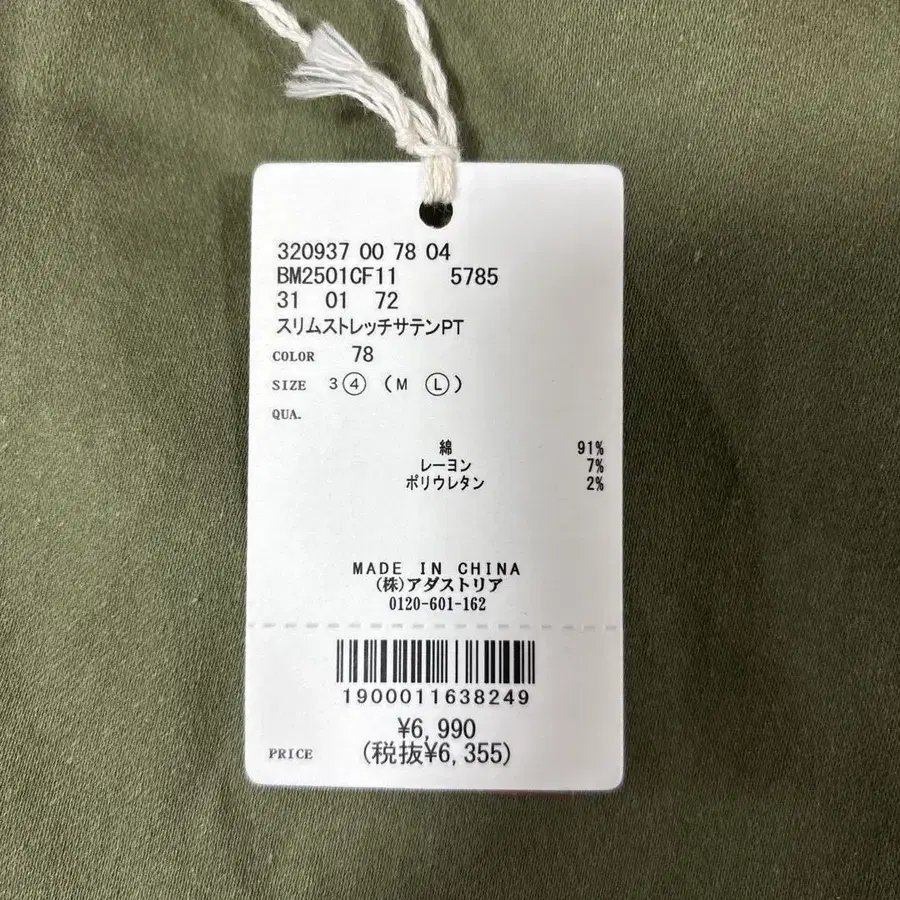 320937 00 78 04
BM2501CF11 5785
31 01 72
スリムストレッチサテンPT
COLOR 78
SIZE 3 ④ (M Ⓛ)
QUA.
綿 91%
レーヨン 7%
ポリウレタン 2%
MADE IN CHINA
(株)アダストリア
0120-601-162
1900011638249
¥6,990
PRICE (税抜¥6,355)